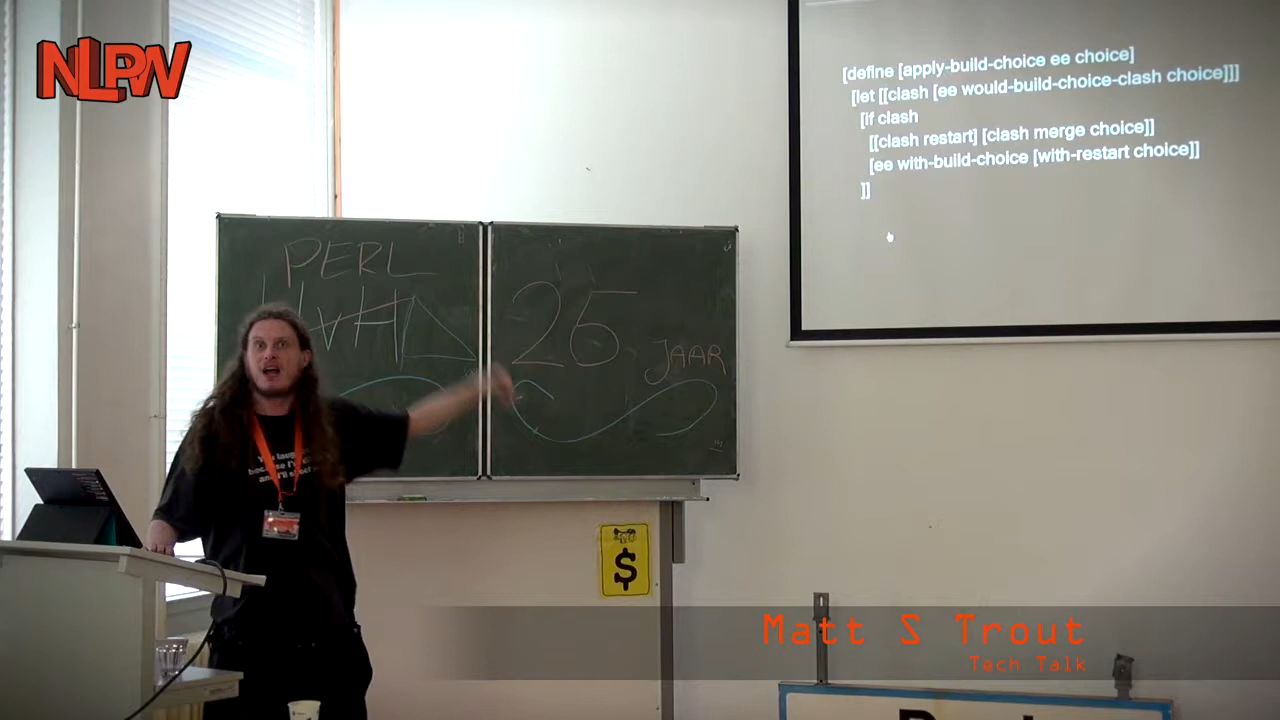 NLPW
[define [apply-build-choice ee choice]
[let [[clash [ee would-build-choice-clash choice]]]
[if clash
[[clash restart] [clash merge choice]]
[ee with-build-choice [with-restart choice]]
]]
PERL
25
JAAR
$
Matt S Trout
Tech Talk